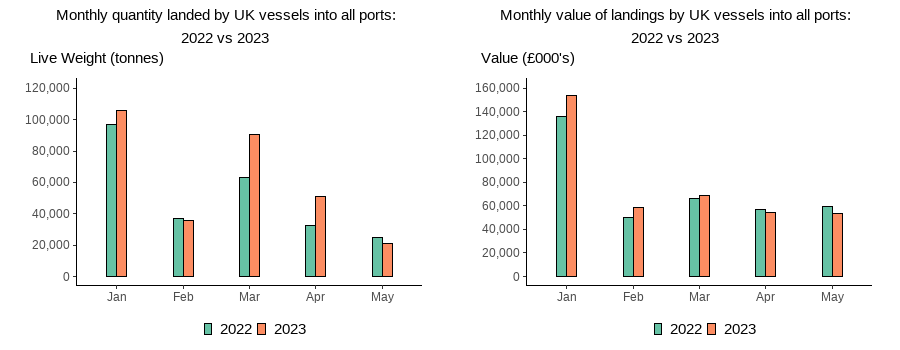 Monthly quantity landed by UK vessels into all ports:
2022 vs 2023
Live Weight (tonnes)
120,000
100,000
80,000
60,000
40,000
20,000
0
Jan Feb Mar Apr May
2022 2023
Monthly value of landings by UK vessels into all ports:
2022 vs 2023
Value (£000's)
160,000
140,000
120,000
100,000
80,000
60,000
40,000
20,000
0
Jan Feb Mar Apr May
2022 2023